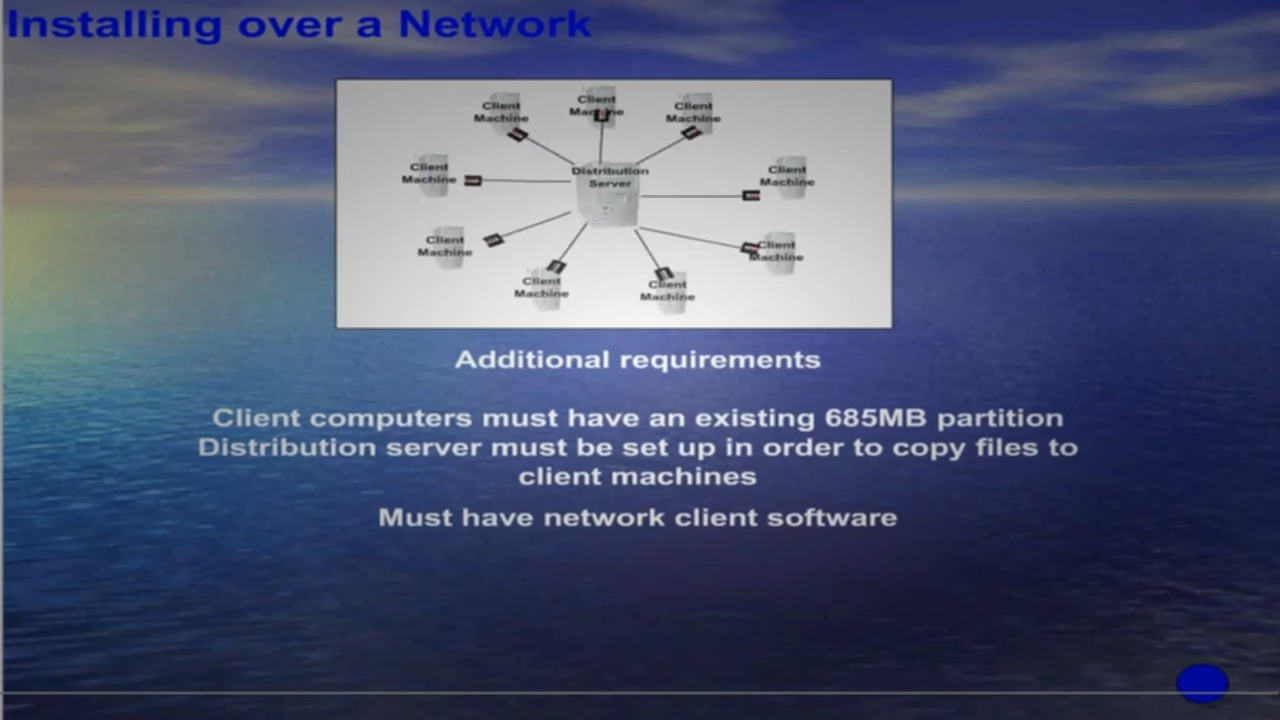 Installing over a Network
Client
Machine
Client
Machine
Client
Machine
Client
Machine
Distribution
Server
Client
Machine
Client
Machine
Client
Machine
Client
Machine
Client
Machine
Additional requirements
Client computers must have an existing 685MB partition
Distribution server must be set up in order to copy files to
client machines
Must have network client software